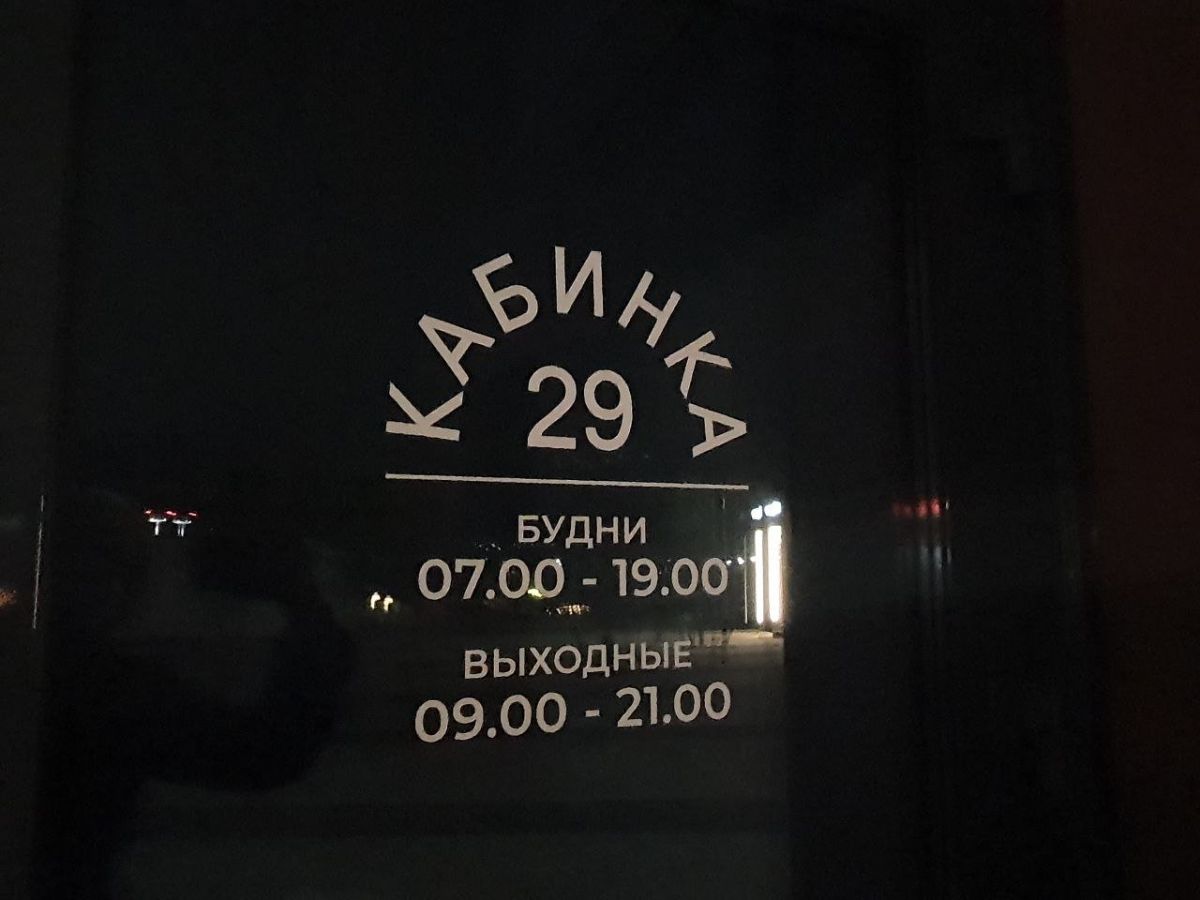 КАБИНКА
29
БУДНИ
07.00 - 19.00
ВЫХОДНЫЕ
09.00 - 21.00